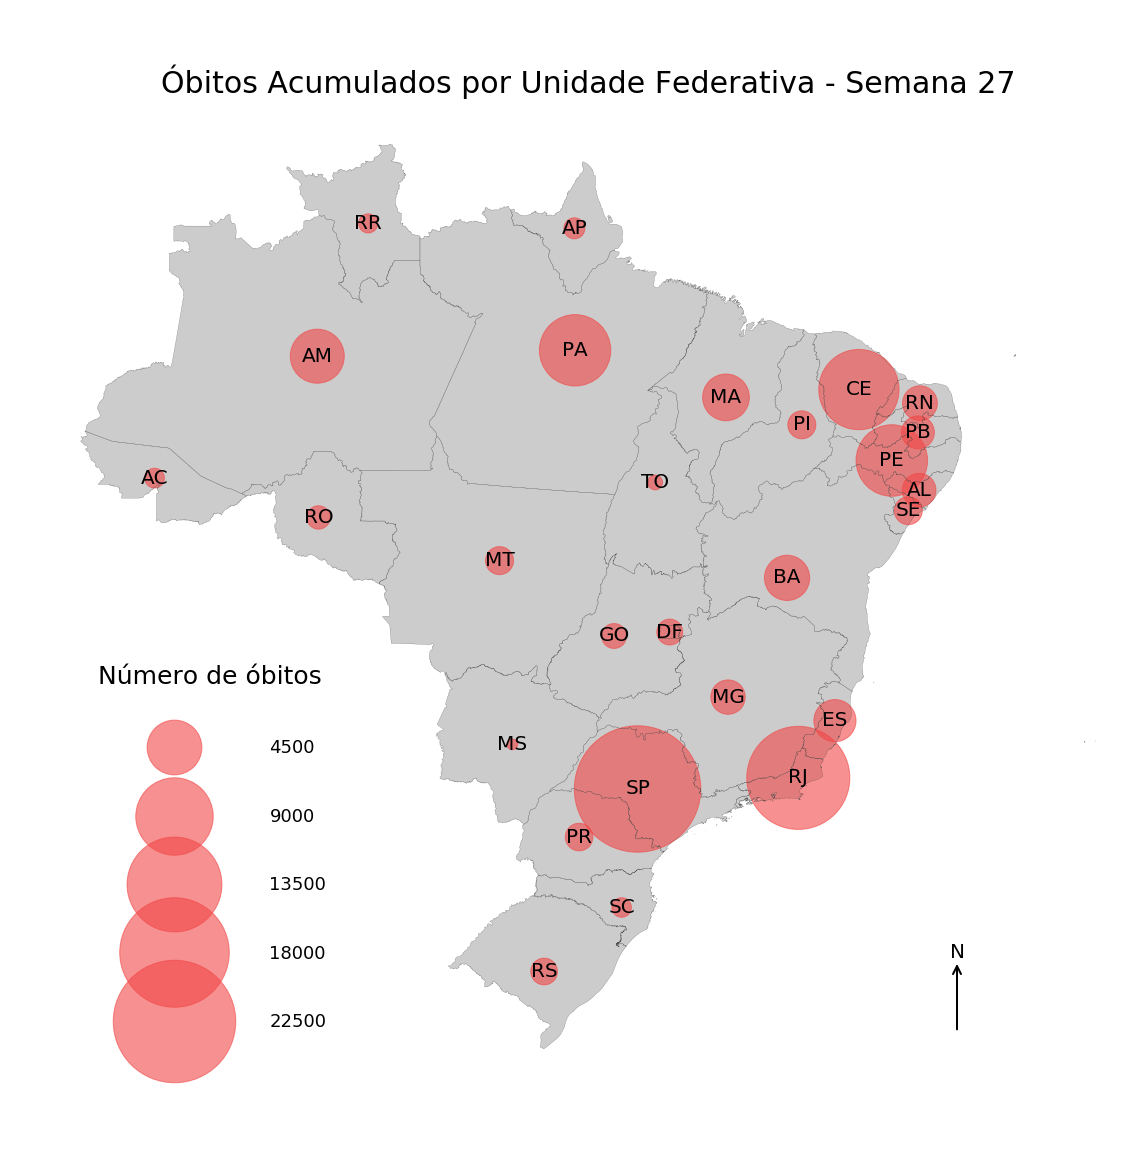 Óbitos Acumulados por Unidade Federativa - Semana 27
RR
AP
AM
PA
CE
MA
RN
PI
PB
PE
AC
TO
AL
SE
RO
MT
BA
GO
DF
Número de óbitos
MG
ES
MS
4500
RJ
SP
9000
PR
13500
SC
18000
N
RS
22500